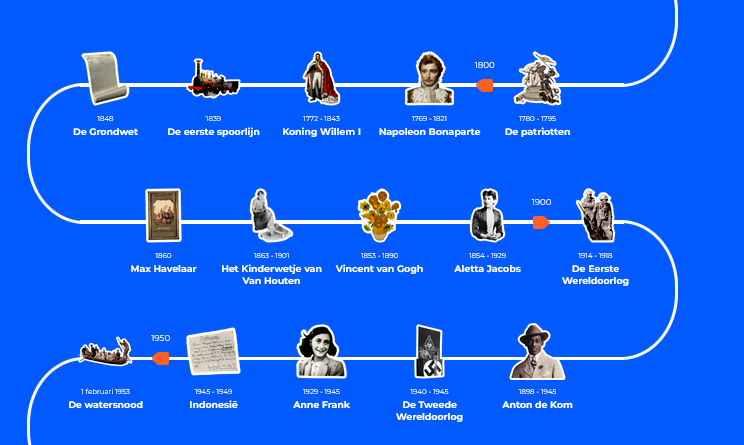 1800
1848
De Grondwet
1839
De eerste spoorlijn
1772 - 1843
Koning Willem I
1769 - 1821
Napoleon Bonaparte
1780 - 1795
De patriotten
1900
1860
Max Havelaar
1863 - 1901
Het Kinderwetje van
Van Houten
1853 - 1890
Vincent van Gogh
1854 - 1929
Aletta Jacobs
1914 - 1918
De Eerste
Wereldoorlog
1950
1 februari 1953
De watersnood
1945 - 1949
Indonesië
1929 - 1945
Anne Frank
1940 - 1945
De Tweede
Wereldoorlog
1898 - 1945
Anton de Kom